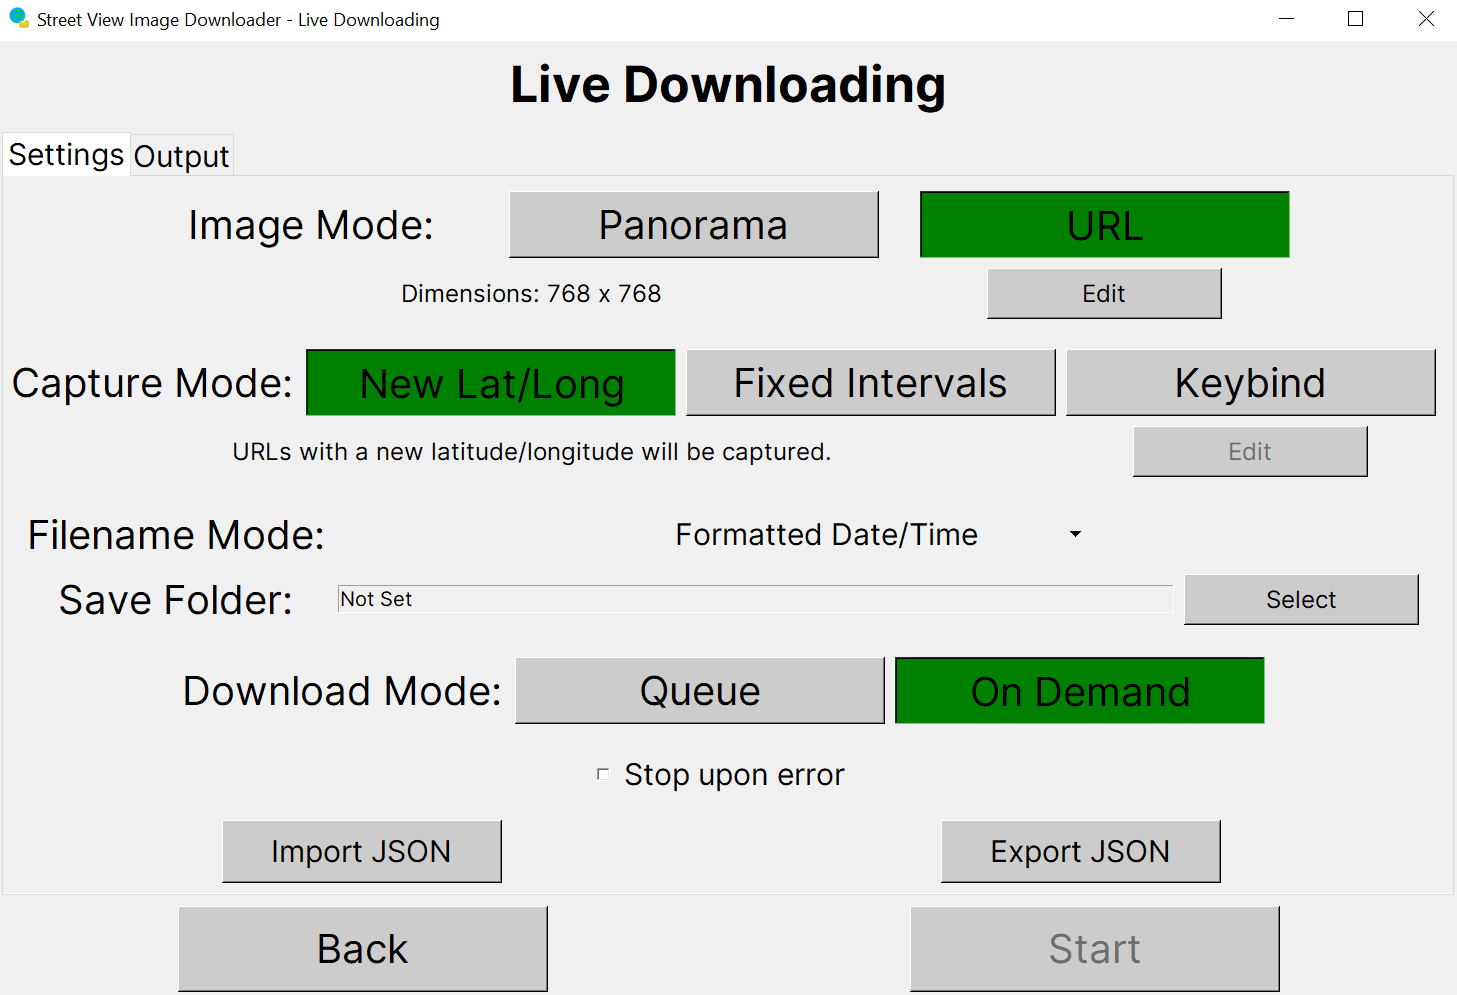 Street View Image Downloader - Live Downloading
Live Downloading
Settings Output
Image Mode: Panorama URL
Dimensions: 768 x 768 Edit
Capture Mode: New Lat/Long Fixed Intervals Keybind
URLs with a new latitude/longitude will be captured. Edit
Filename Mode: Formatted Date/Time
Save Folder: Not Set Select
Download Mode: Queue On Demand
Stop upon error
Import JSON Export JSON
Back Start